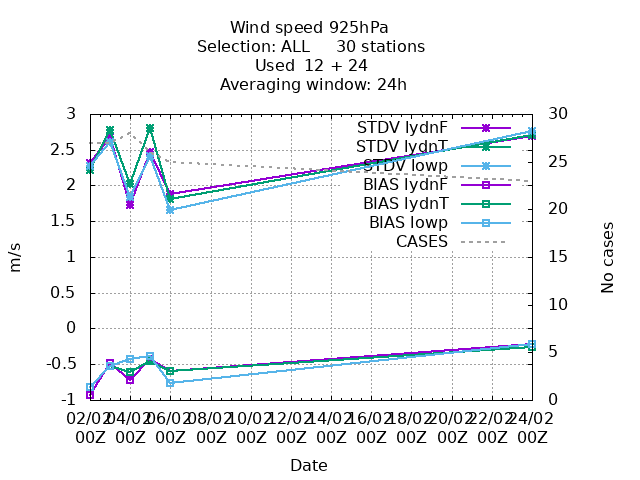 Wind speed 925hPa
Selection: ALL 30 stations
Used 12 + 24
Averaging window: 24h
STDV lydnF
STDV lydnT
STDV lowp
BIAS lydnF
BIAS lydnT
BIAS lowp
CASES
3
2.5
2
1.5
1
0.5
0
-0.5
-1
m/s
30
25
20
15
10
5
0
No cases
02/02 04/02 06/02 08/02 10/02 12/02 14/02 16/02 18/02 20/02 22/02 24/02
00Z 00Z 00Z 00Z 00Z 00Z 00Z 00Z 00Z 00Z 00Z 00Z
Date